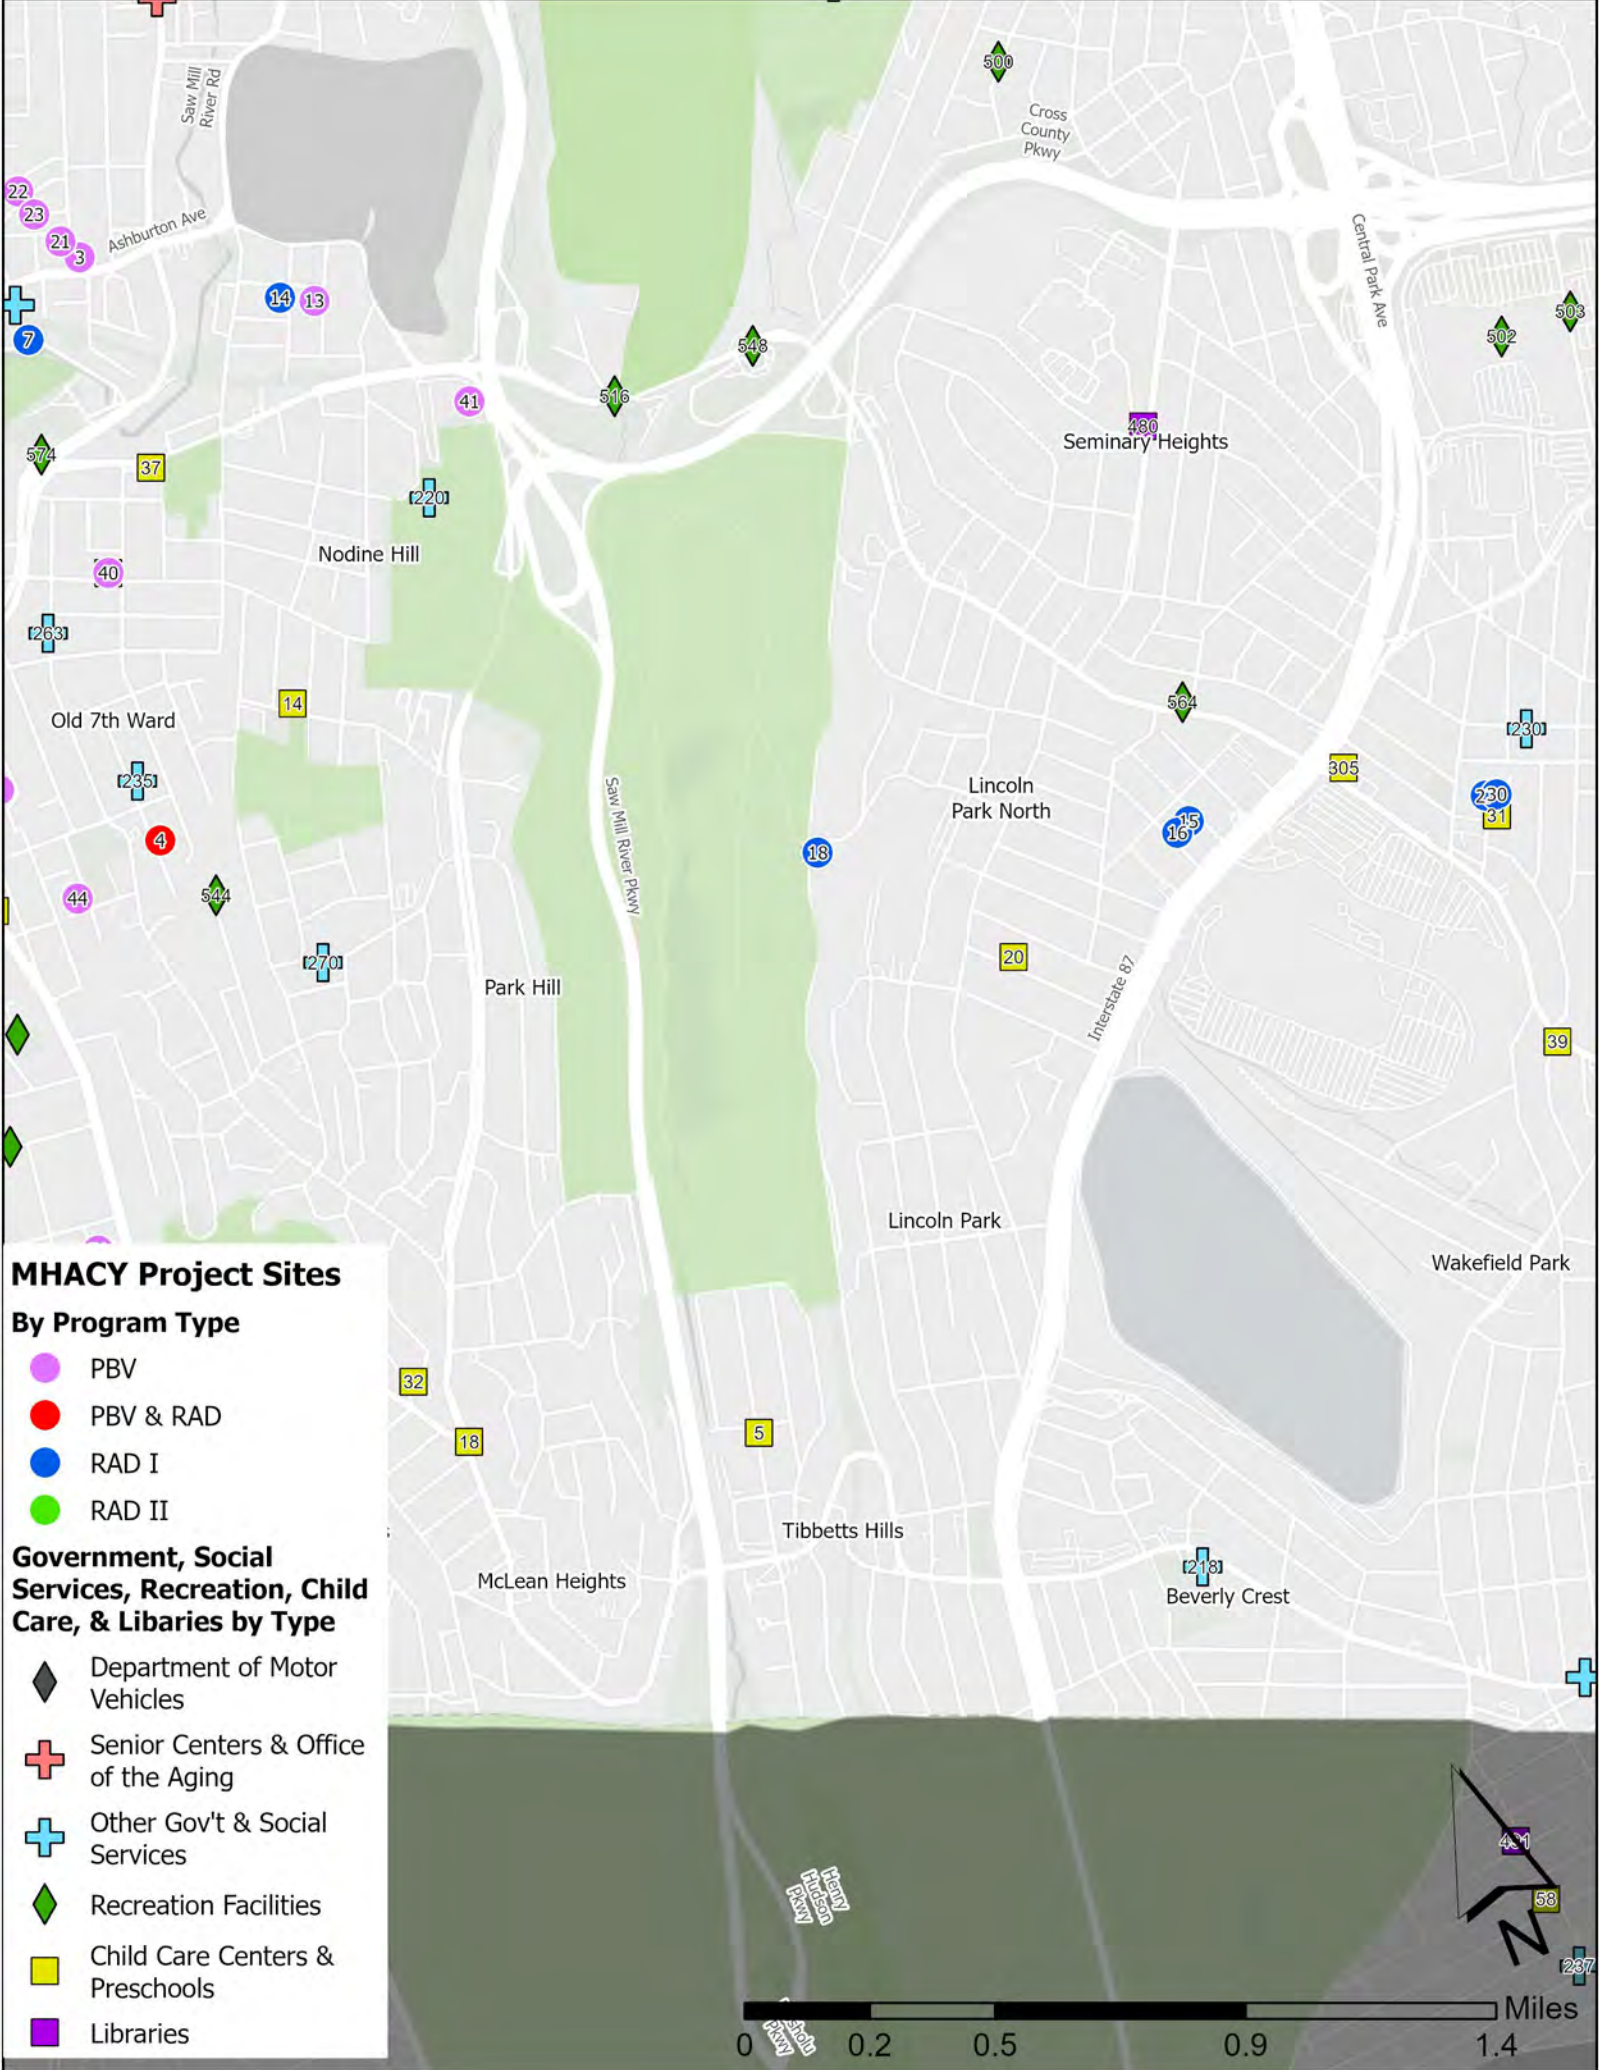 500
Cross
County
Pkwy
Saw Mill
River Rd
22
23
21
3
Ashburton Ave
14
13
7
Central Park Ave
503
502
548
516
41
480
Seminary Heights
574
37
220
Nodine Hill
40
263
14
Old 7th Ward
564
230
235
305
Saw Mill River Pkwy
Lincoln
Park North
30
31
15
16
4
18
44
544
270
20
Park Hill
Interstate 87
39
Lincoln Park
Wakefield Park
MHACY Project Sites
By Program Type
PBV
PBV & RAD
RAD I
RAD II
Government, Social
Services, Recreation, Child
Care, & Libaries by Type
Department of Motor
Vehicles
Senior Centers & Office
of the Aging
Other Gov't & Social
Services
Recreation Facilities
Child Care Centers &
Preschools
Libraries
32
18
5
Tibbetts Hills
McLean Heights
218
Beverly Crest
Henry
Hudson
Pkwy
Pkwy
58
N
237
Miles
0 0.2 0.5 0.9 1.4